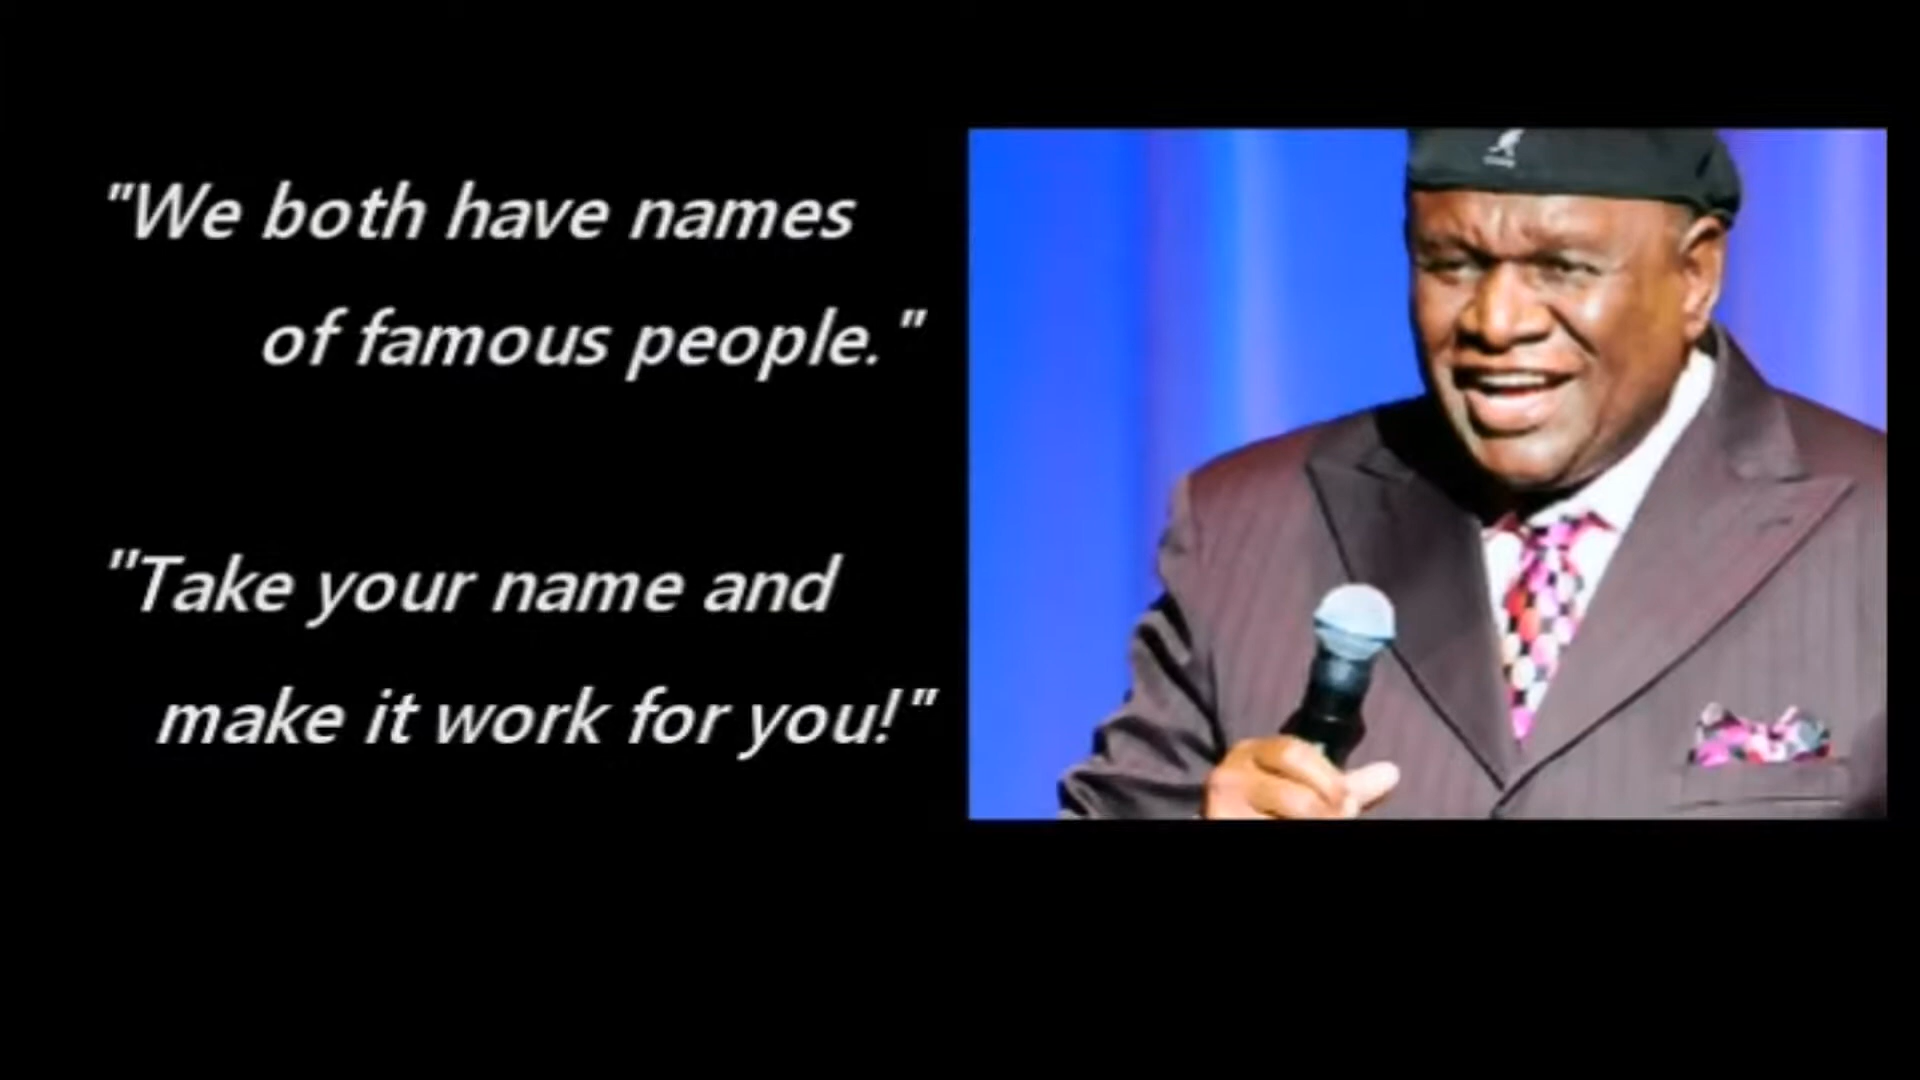 "We both have names
of famous people."
"Take your name and
make it work for you!"